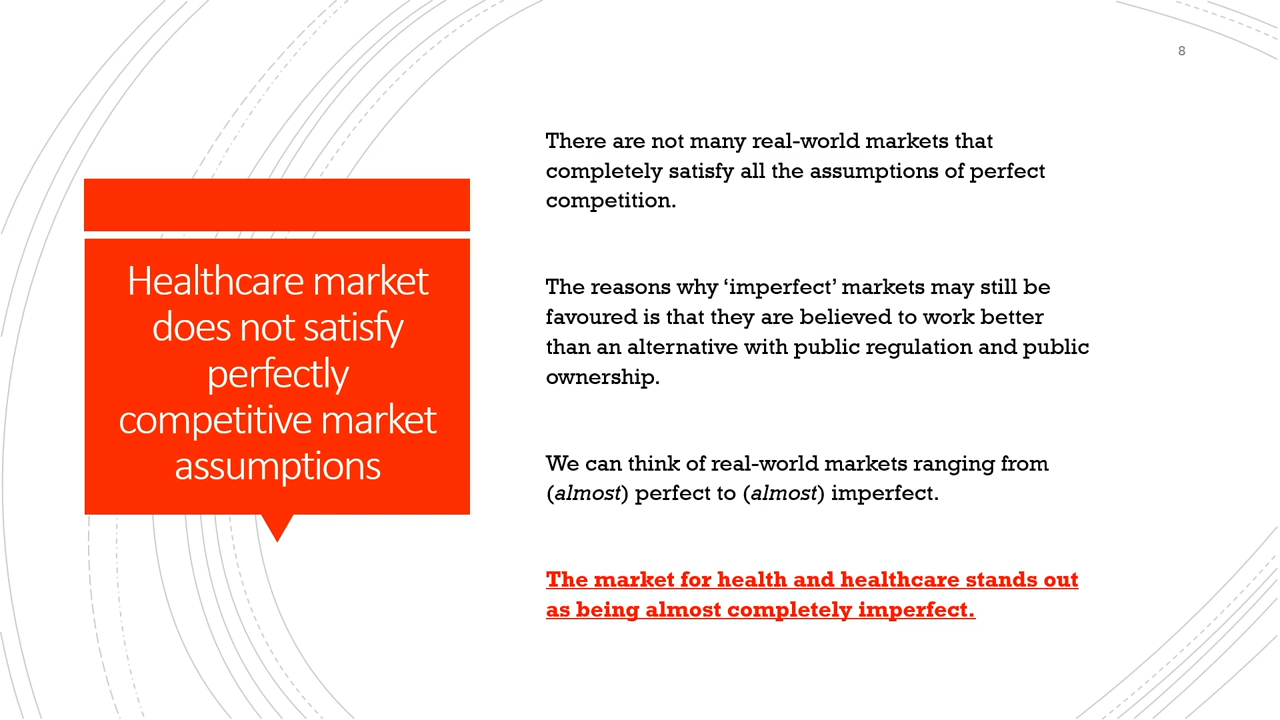 8
Healthcare market
does not satisfy
perfectly
competitive market
assumptions
There are not many real-world markets that
completely satisfy all the assumptions of perfect
competition.
The reasons why ‘imperfect’ markets may still be
favoured is that they are believed to work better
than an alternative with public regulation and public
ownership.
We can think of real-world markets ranging from
(almost) perfect to (almost) imperfect.
The market for health and healthcare stands out
as being almost completely imperfect.